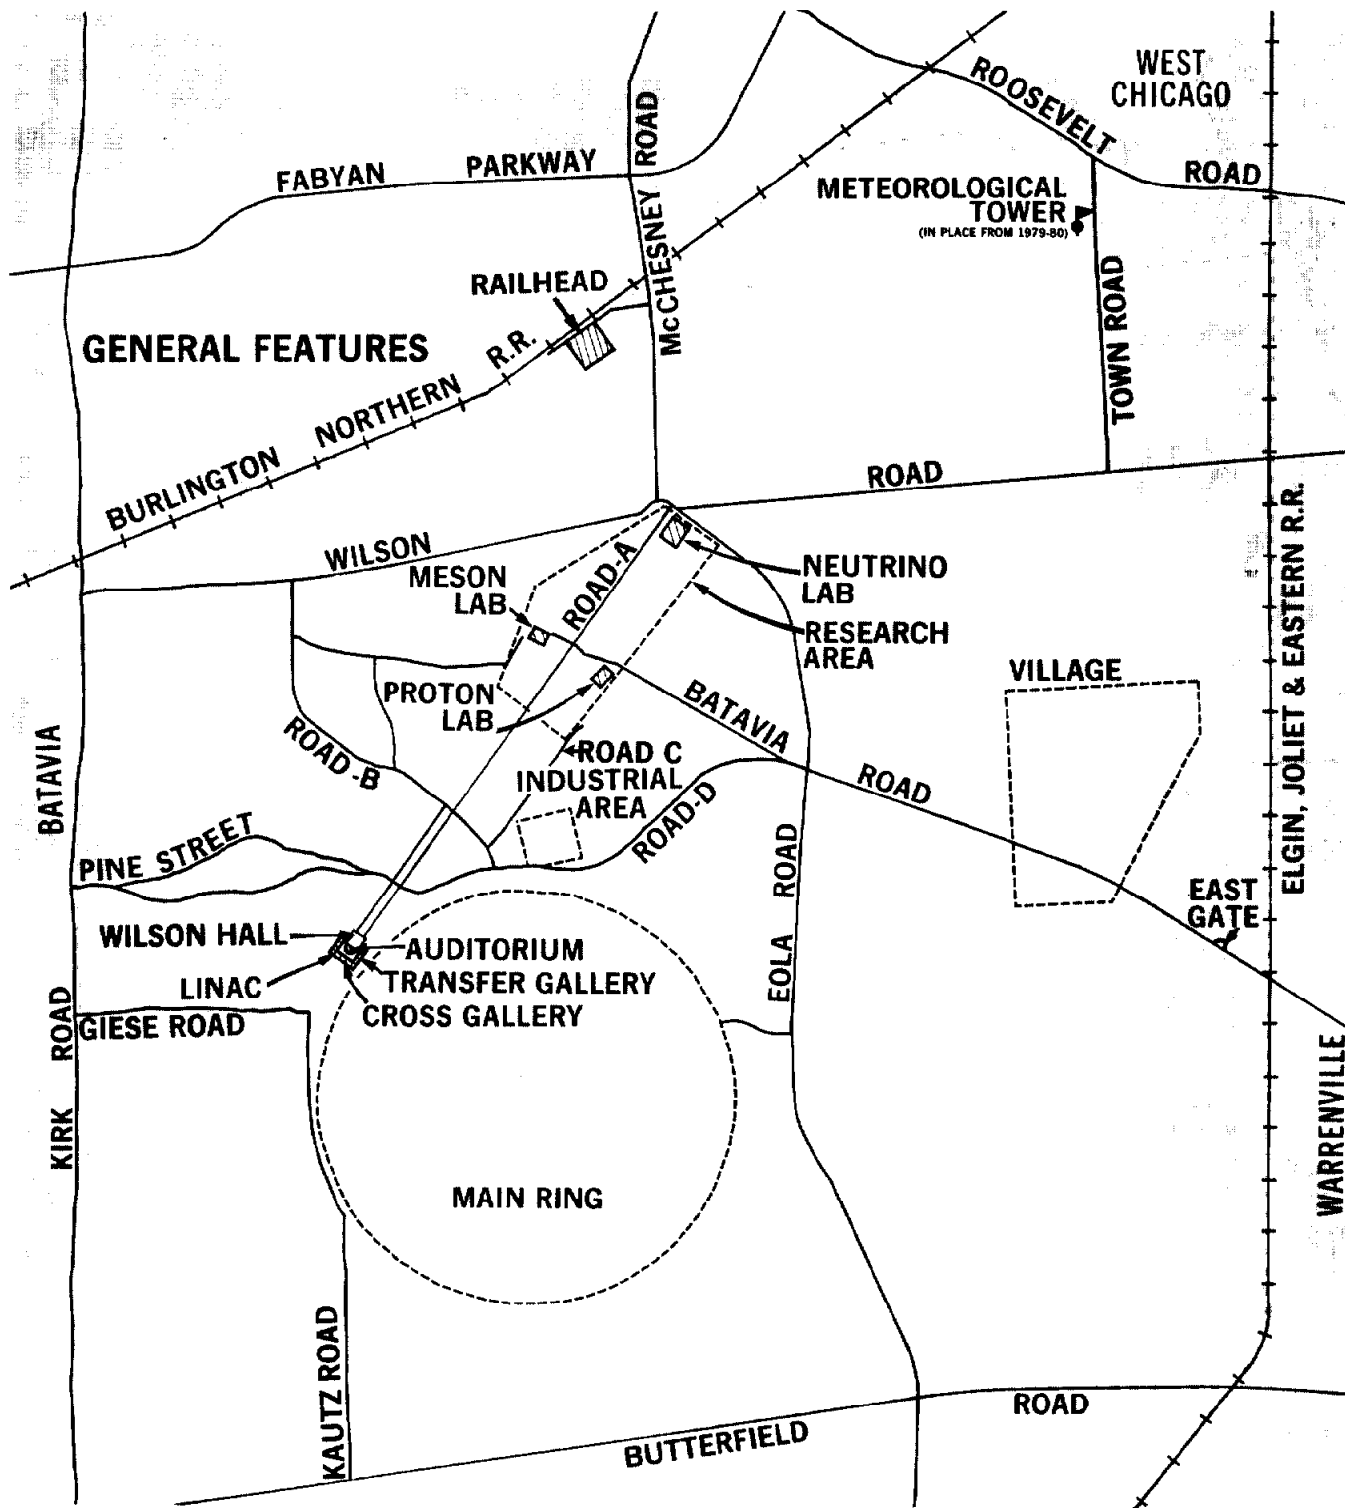 WEST
CHICAGO
ROOSEVELT
ROAD
ROAD
FABYAN
PARKWAY
McCHESNEY
METEOROLOGICAL
TOWER
(IN PLACE FROM 1979-80)
TOWN ROAD
RAILHEAD
GENERAL FEATURES
BURLINGTON
NORTHERN
R.R.
WILSON
ROAD
ROAD-A
MESON
LAB
NEUTRINO
LAB
RESEARCH
AREA
VILLAGE
PROTON
LAB
BATAVIA
ROAD
ROAD-B
ROAD C
INDUSTRIAL
AREA
ROAD-D
ELGIN, JOLIET & EASTERN R.R.
BATAVIA
PINE STREET
EAST
GATE
WILSON HALL
AUDITORIUM
LINAC
TRANSFER GALLERY
CROSS GALLERY
GIESE ROAD
EOLA
ROAD
KIRK
ROAD
MAIN RING
WARRENVILLE
KAUTZ ROAD
BUTTERFIELD
ROAD